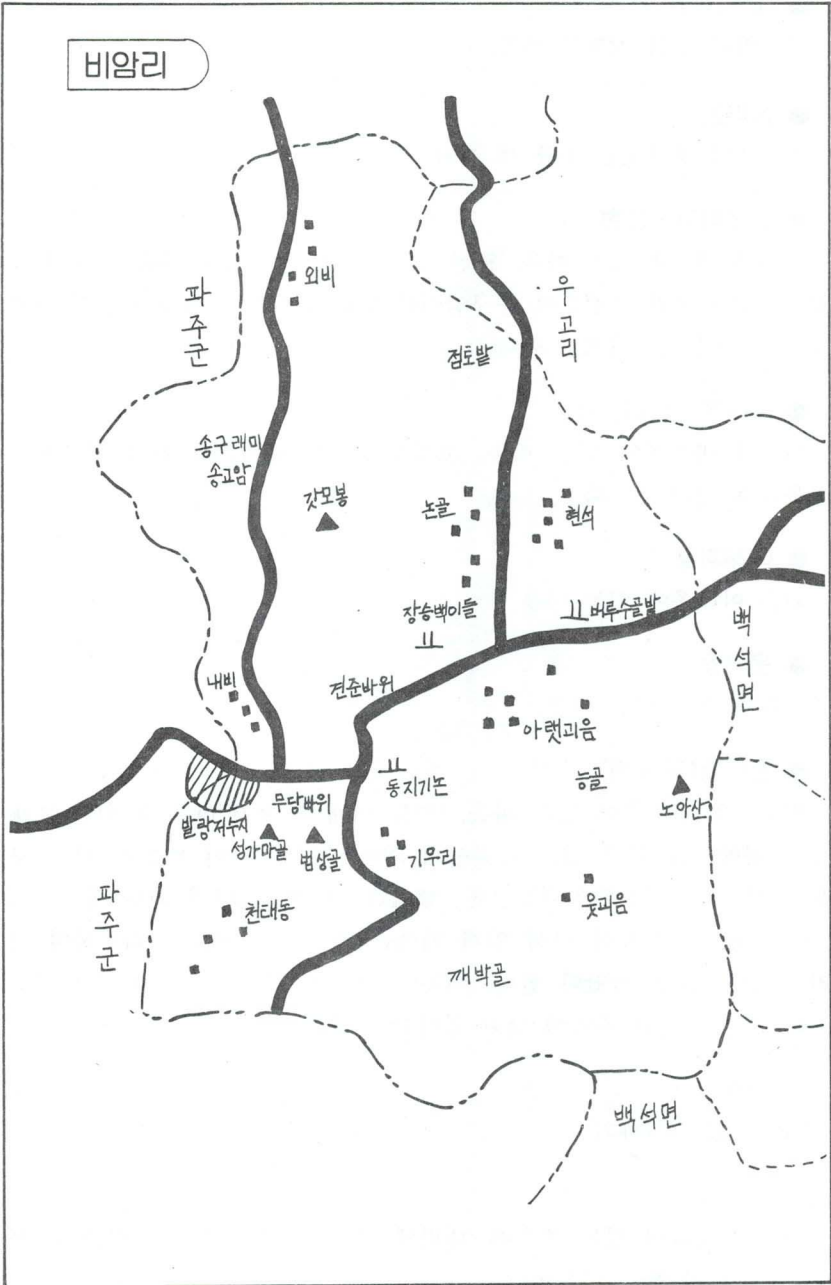 비암리
외비
파주군
우고리
점토밭
송구래미
송고암
갓모봉
논골
현석
장승백이들
버루수골밭
백석면
내비
견준바위
아랫괴음
동지기논
능골
노아산
무당바위
발랑저수지
성가마골
범상골
기우리
파주군
천태동
웃괴음
깨박골
백석면